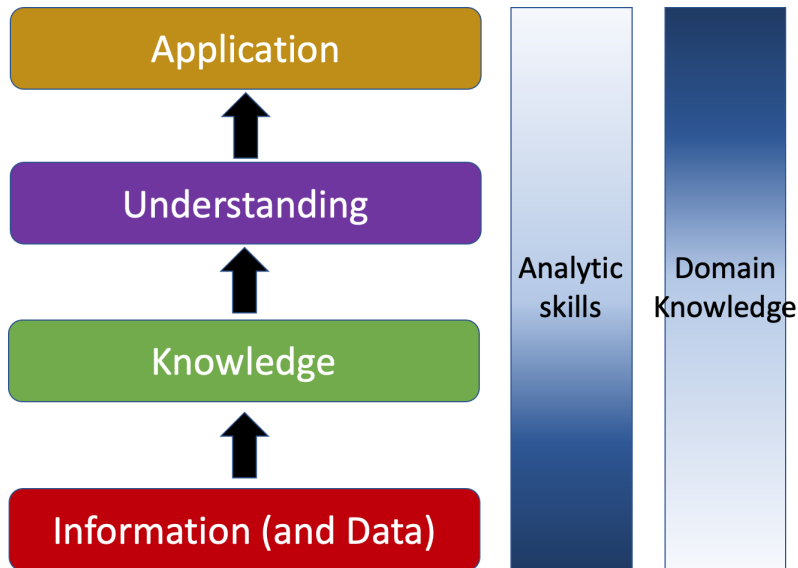 Application
Understanding
Knowledge
Information (and Data)
Analytic
skills
Domain
Knowledge